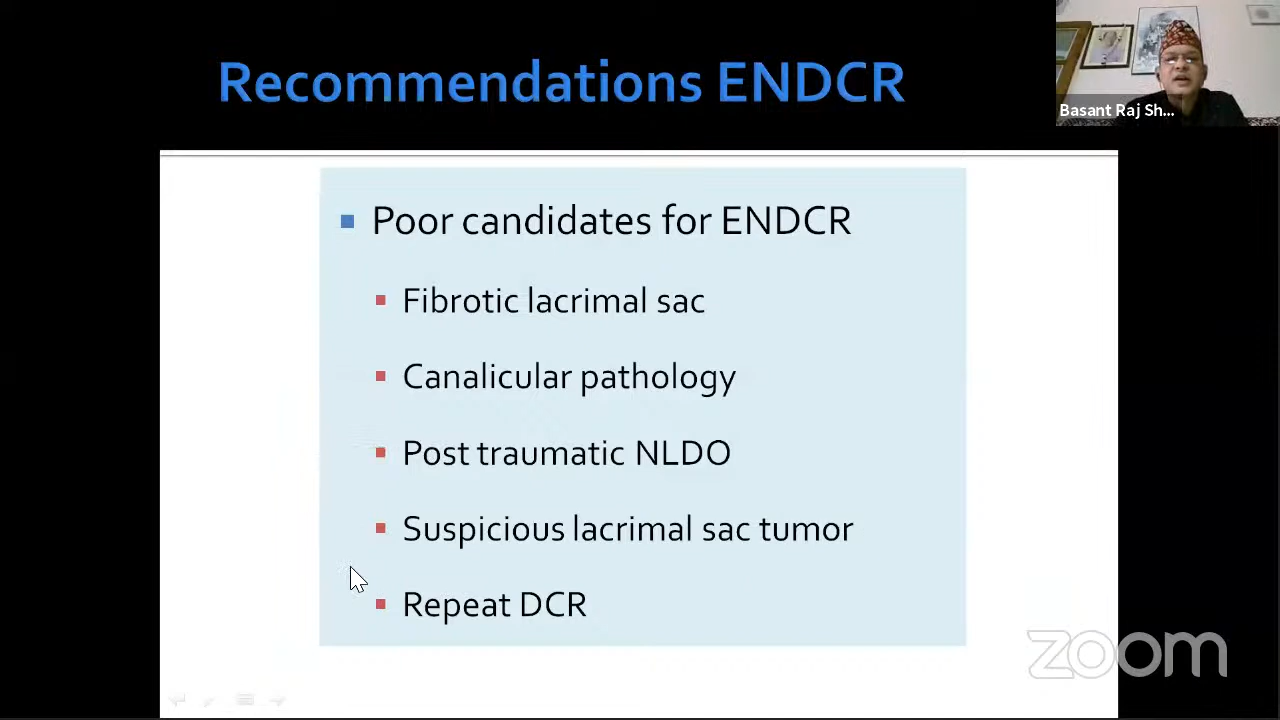 Recommendations ENDCR
Basant Raj Sh...
Poor candidates for ENDCR
Fibrotic lacrimal sac
Canalicular pathology
Post traumatic NLDO
Suspicious lacrimal sac tumor
Repeat DCR
zoom